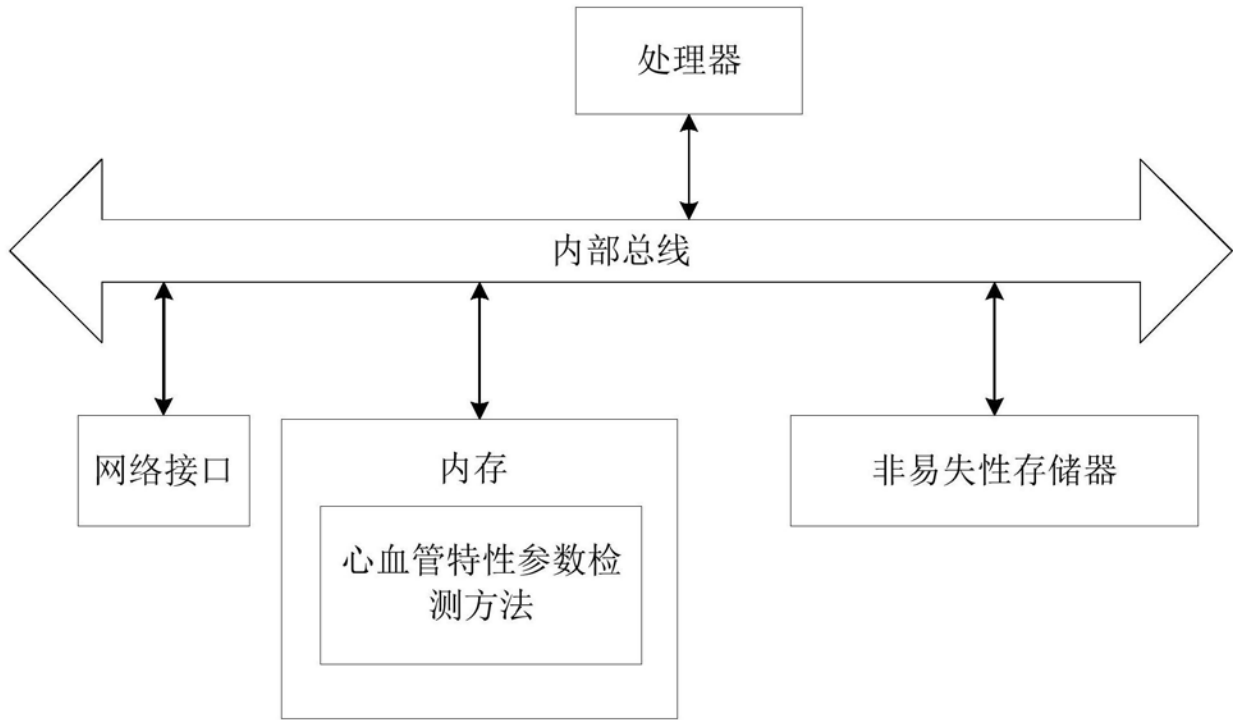 处理器
内部总线
网络接口
内存
心血管特性参数检
测方法
非易失性存储器